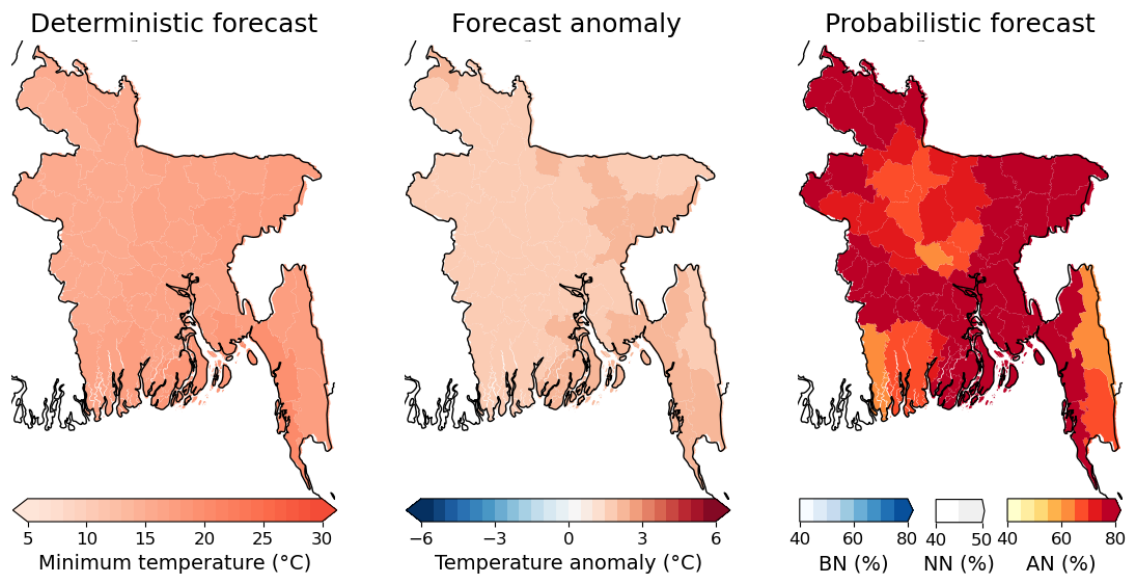 Deterministic forecast
Forecast anomaly
Probabilistic forecast
5 10 15 20 25 30
Minimum temperature (°C)
−6 −3 0 3 6
Temperature anomaly (°C)
40 60 80
BN (%)
40 50
NN (%)
40 60 80
AN (%)